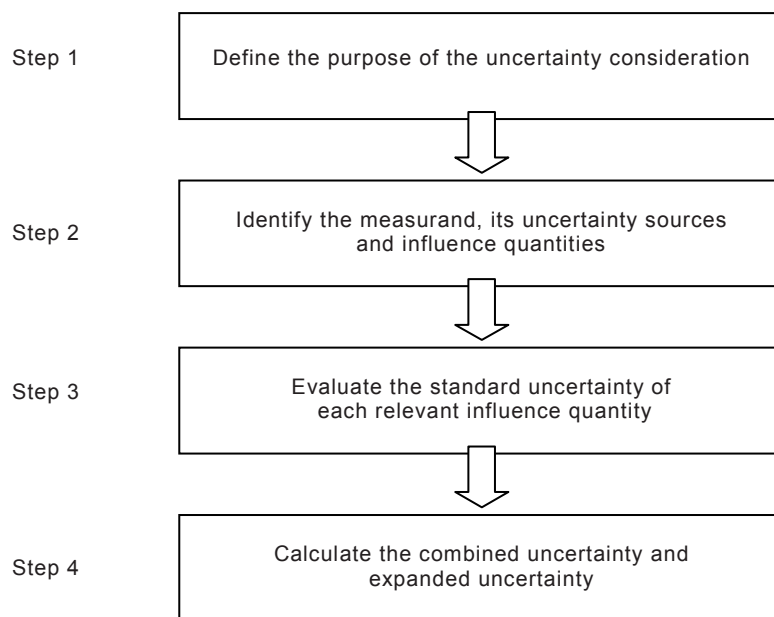 Step 1
Define the purpose of the uncertainty consideration
Step 2
Identify the measurand, its uncertainty sources
and influence quantities
Step 3
Evaluate the standard uncertainty of
each relevant influence quantity
Step 4
Calculate the combined uncertainty and
expanded uncertainty